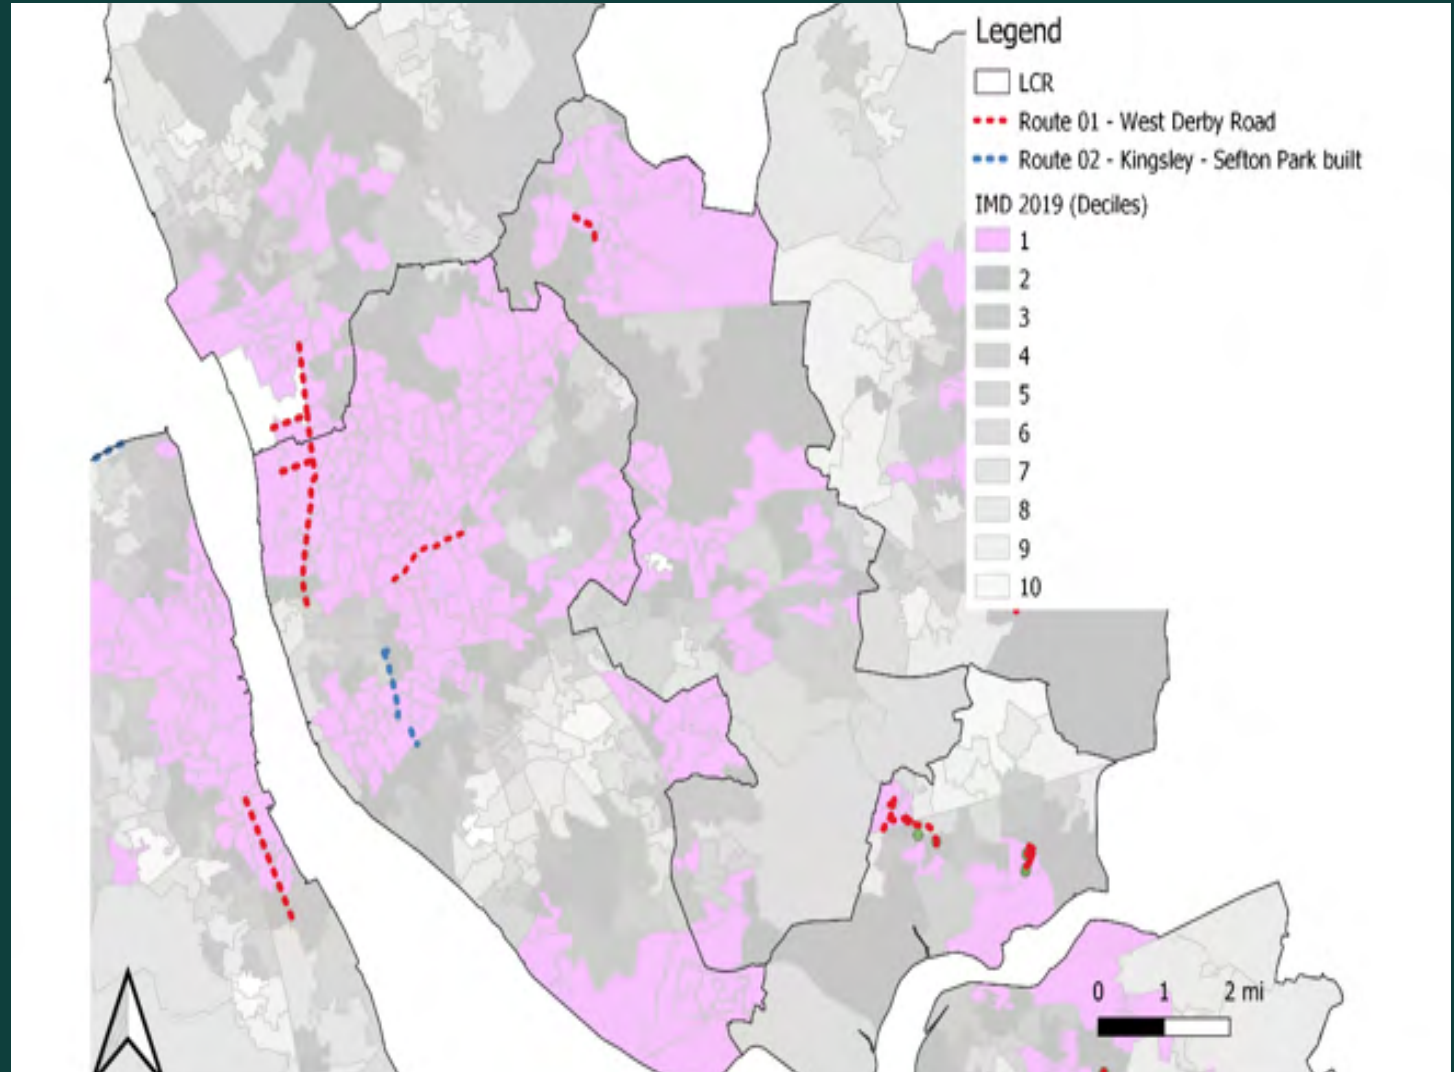 Legend
LCR
Route 01 - West Derby Road
Route 02 - Kingsley - Sefton Park built
IMD 2019 (Deciles)
1
2
3
4
5
6
7
8
9
10
0 1 2 mi